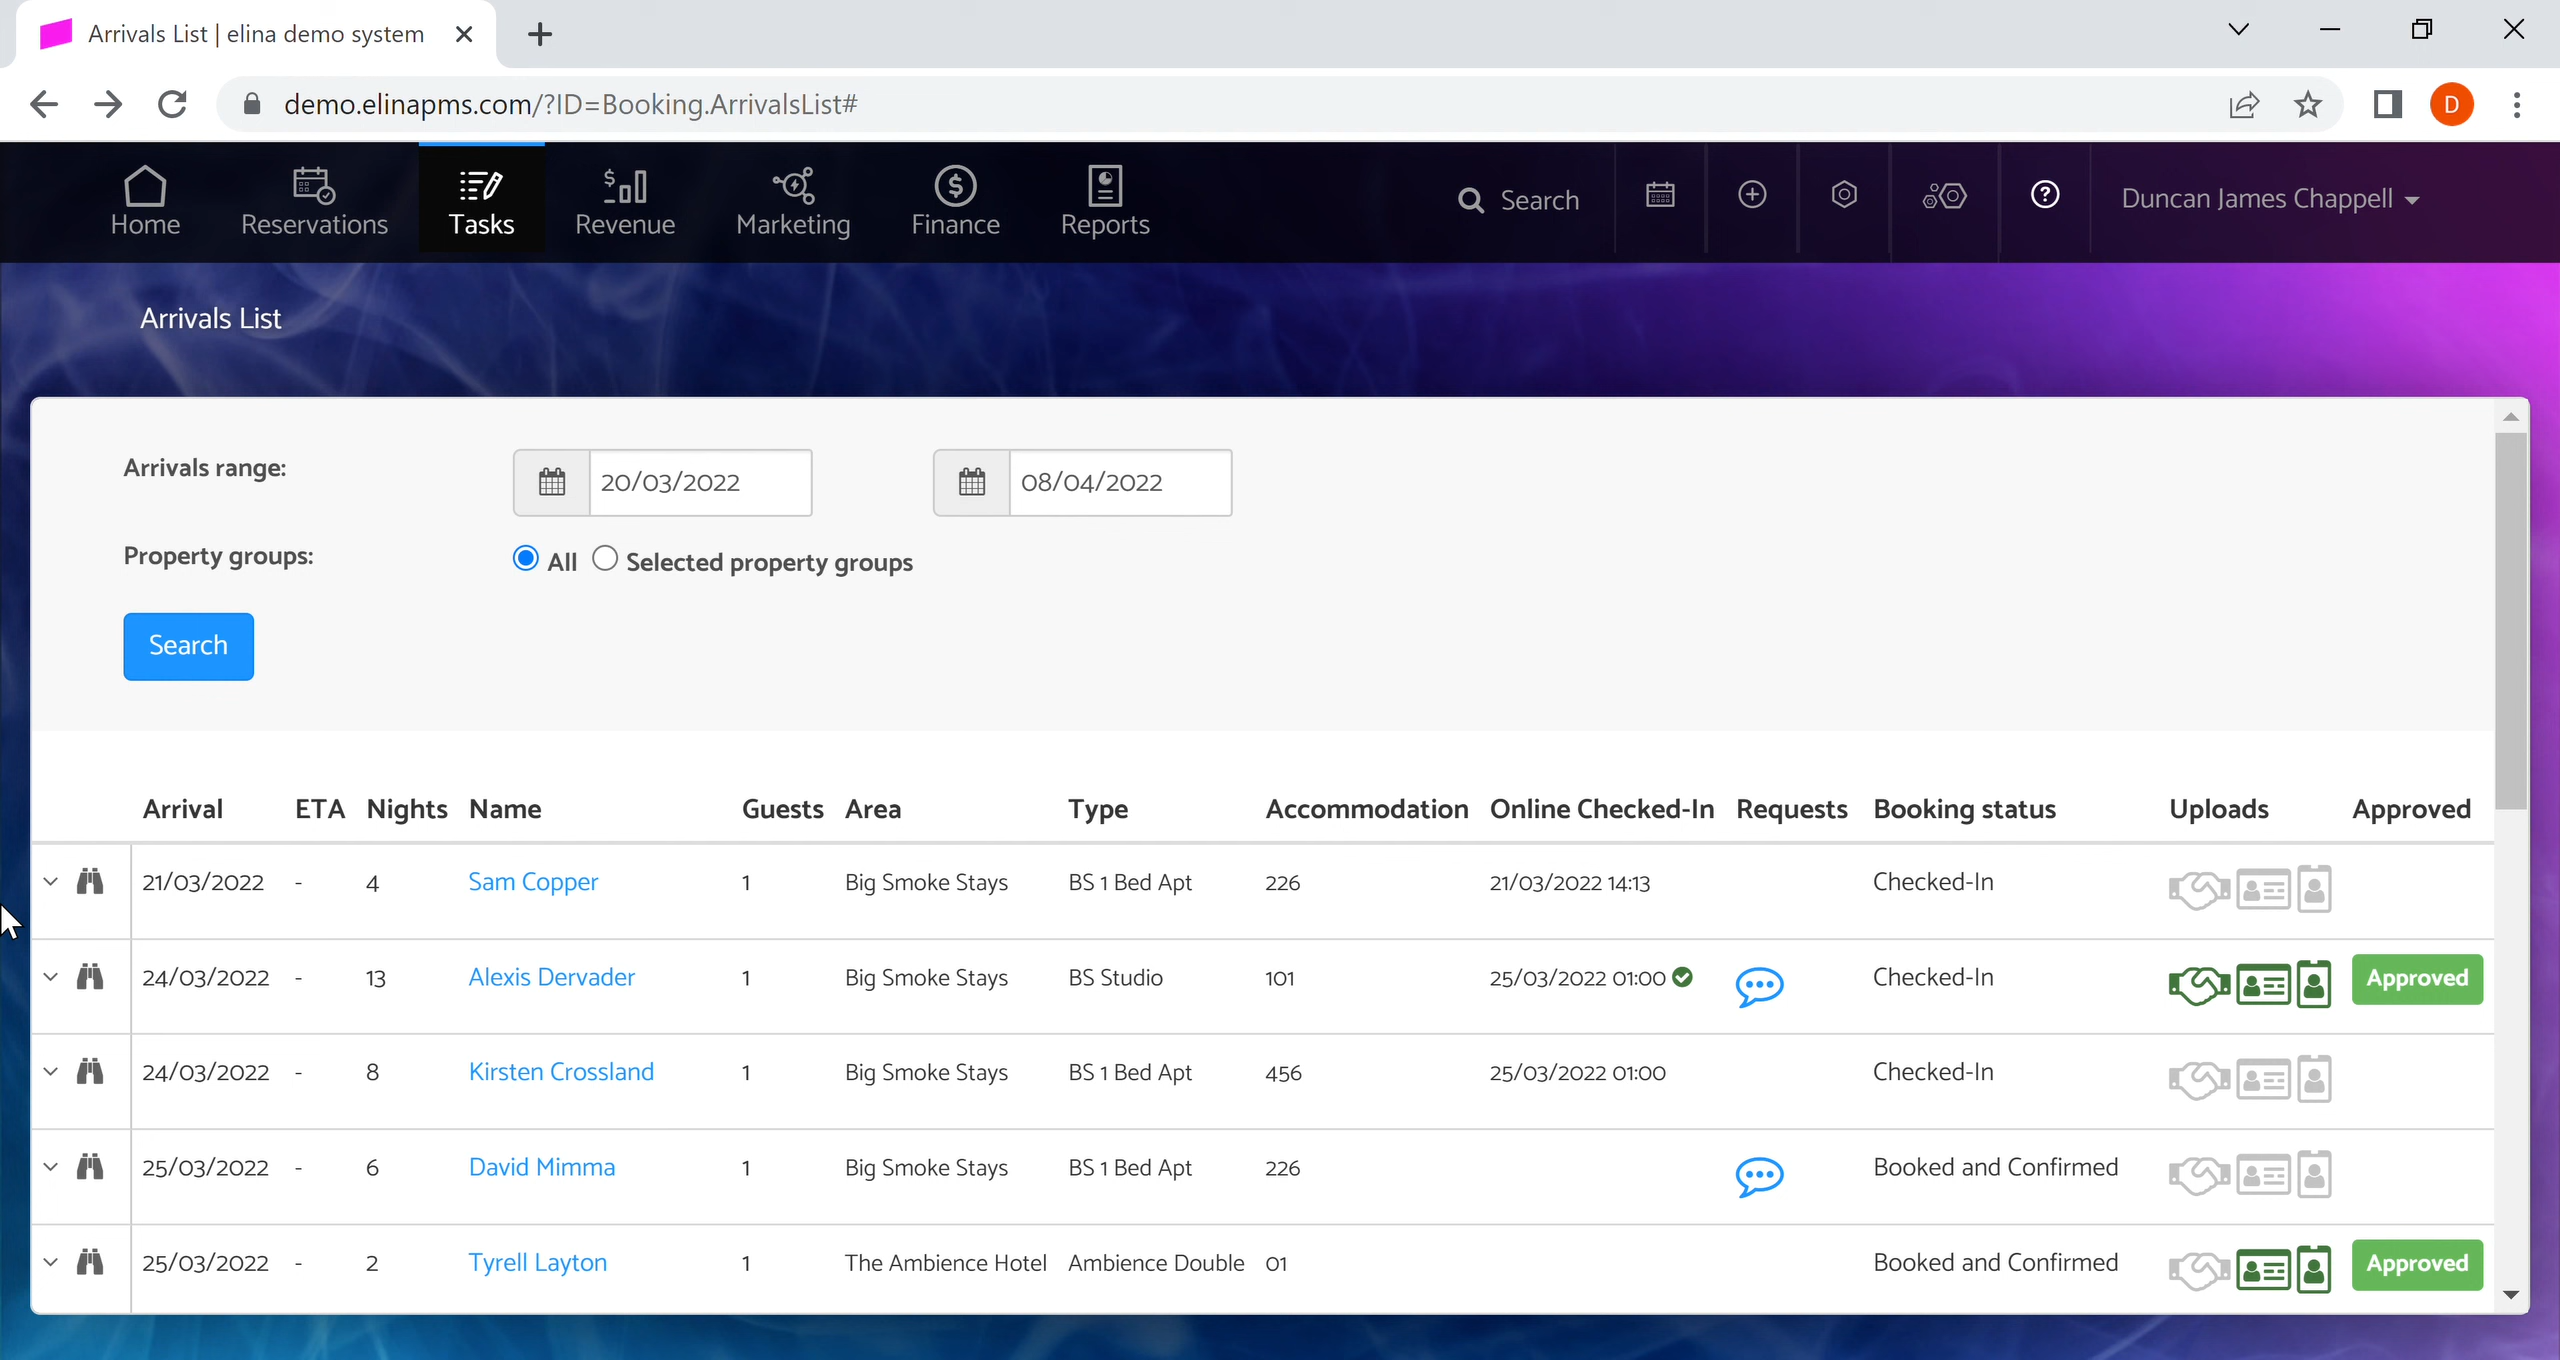 Arrivals List | elina demo system
demo.elinapms.com/?ID=Booking.ArrivalsList#
D
Home Reservations Tasks Revenue Marketing Finance Reports Search Duncan James Chappell
Arrivals List
Arrivals range: 20/03/2022 08/04/2022
Property groups: All Selected property groups
Search
Arrival ETA Nights Name Guests Area Type Accommodation Online Checked-In Requests Booking status Uploads Approved
21/03/2022 - 4 Sam Copper 1 Big Smoke Stays BS 1 Bed Apt 226 21/03/2022 14:13 Checked-In
24/03/2022 - 13 Alexis Dervader 1 Big Smoke Stays BS Studio 101 25/03/2022 01:00 Checked-In Approved
24/03/2022 - 8 Kirsten Crossland 1 Big Smoke Stays BS 1 Bed Apt 456 25/03/2022 01:00 Checked-In
25/03/2022 - 6 David Mimma 1 Big Smoke Stays BS 1 Bed Apt 226 Booked and Confirmed
25/03/2022 - 2 Tyrell Layton 1 The Ambience Hotel Ambience Double 01 Booked and Confirmed Approved